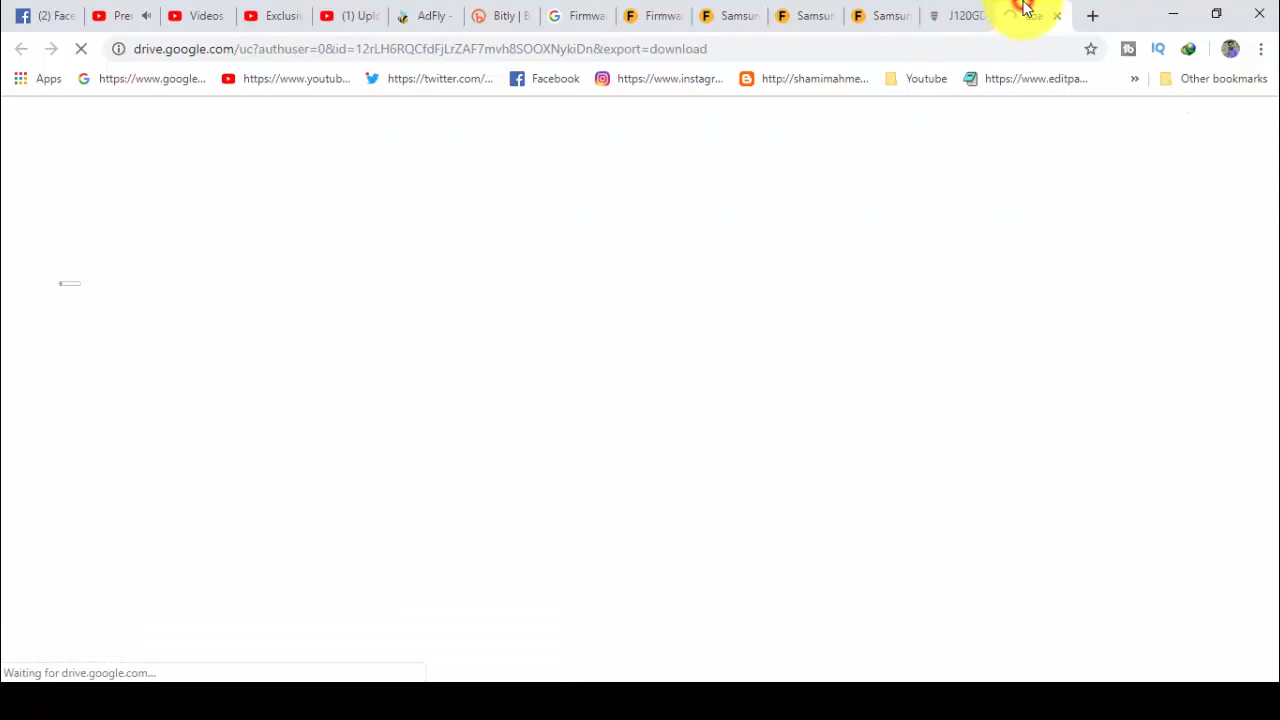 (2) Face
Pre
Videos
Exclusiv
(1) Uplo
AdFly -
Bitly | B
Firmwa
Firmwa
Samsun
Samsun
Samsun
J120GD
drive.google.com/uc?authuser=0&id=12rLH6RQCfdFjLrZAF7mvh8SOOXNykiDn&export=download
Apps
https://www.google...
https://www.youtub...
https://twitter.com/...
Facebook
https://www.instagr...
http://shamimahme...
Youtube
https://www.editpa...
»
Other bookmarks
Waiting for drive.google.com...